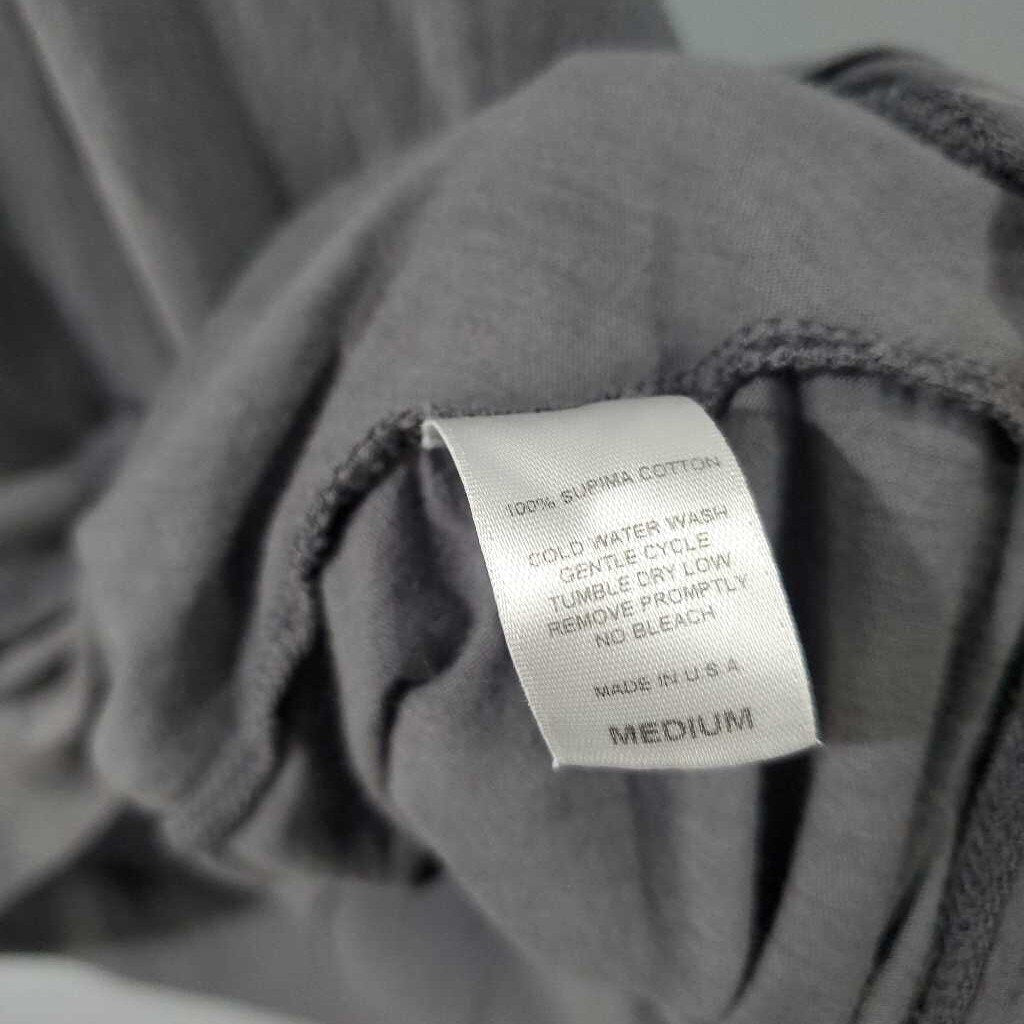 100% SUPIMA COTTON
COLD WATER WASH
GENTLE CYCLE
TUMBLE DRY LOW
REMOVE PROMPTLY
NO BLEACH
MADE IN U.S.A.
MEDIUM